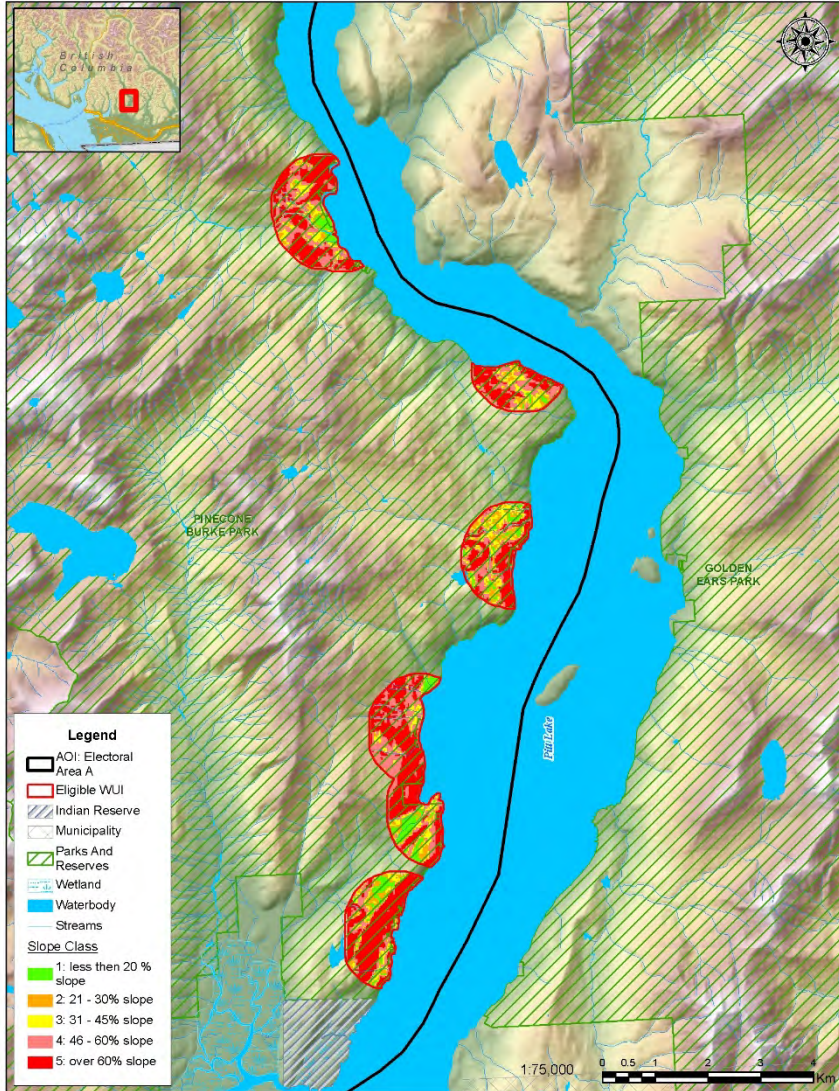 British
Columbia
PINECONE
BURKE PARK
GOLDEN
EARS PARK
Pitt Lake
Legend
AOI: Electoral
Area A
Eligible WUI
Indian Reserve
Municipality
Parks And
Reserves
Wetland
Waterbody
Streams
Slope Class
1: less then 20 %
slope
2: 21 - 30% slope
3: 31 - 45% slope
4: 46 - 60% slope
5: over 60% slope
1:75,000
0 0.5 1 2 3 4
Km